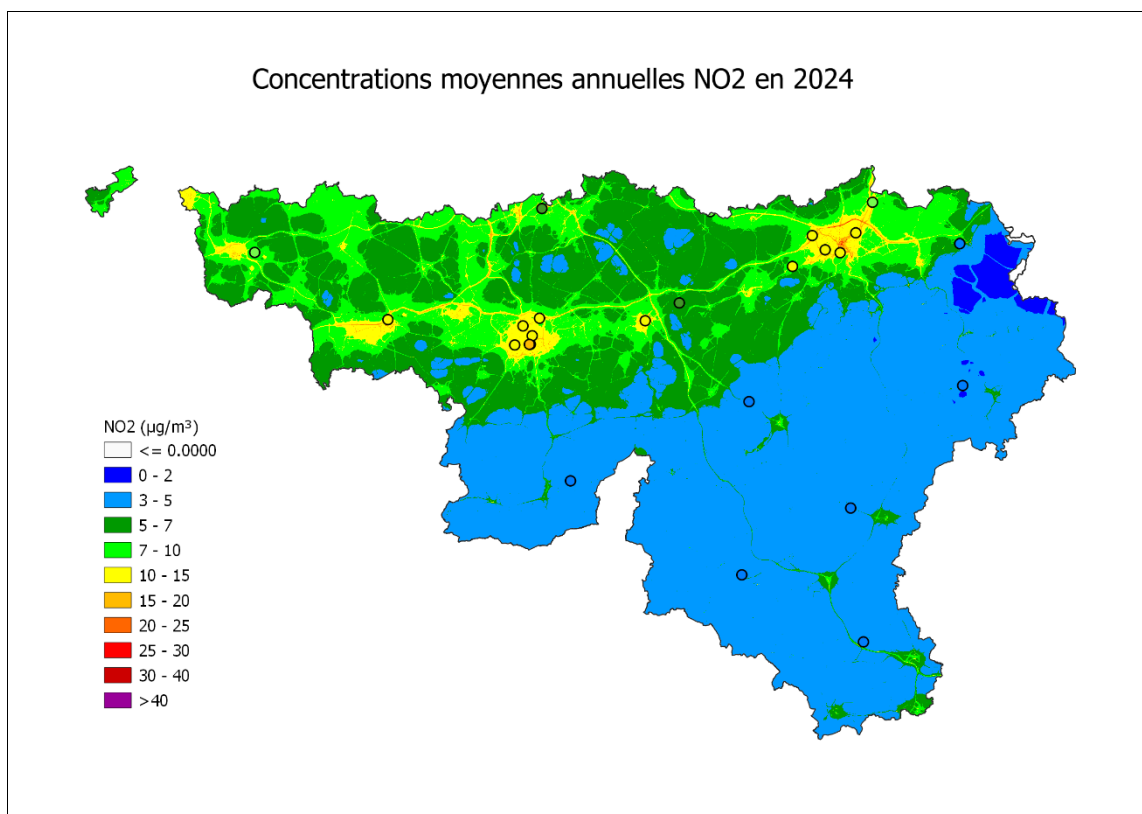 Concentrations moyennes annuelles NO2 en 2024
NO2 (µg/m³)
<= 0.0000
0 - 2
3 - 5
5 - 7
7 - 10
10 - 15
15 - 20
20 - 25
25 - 30
30 - 40
>40